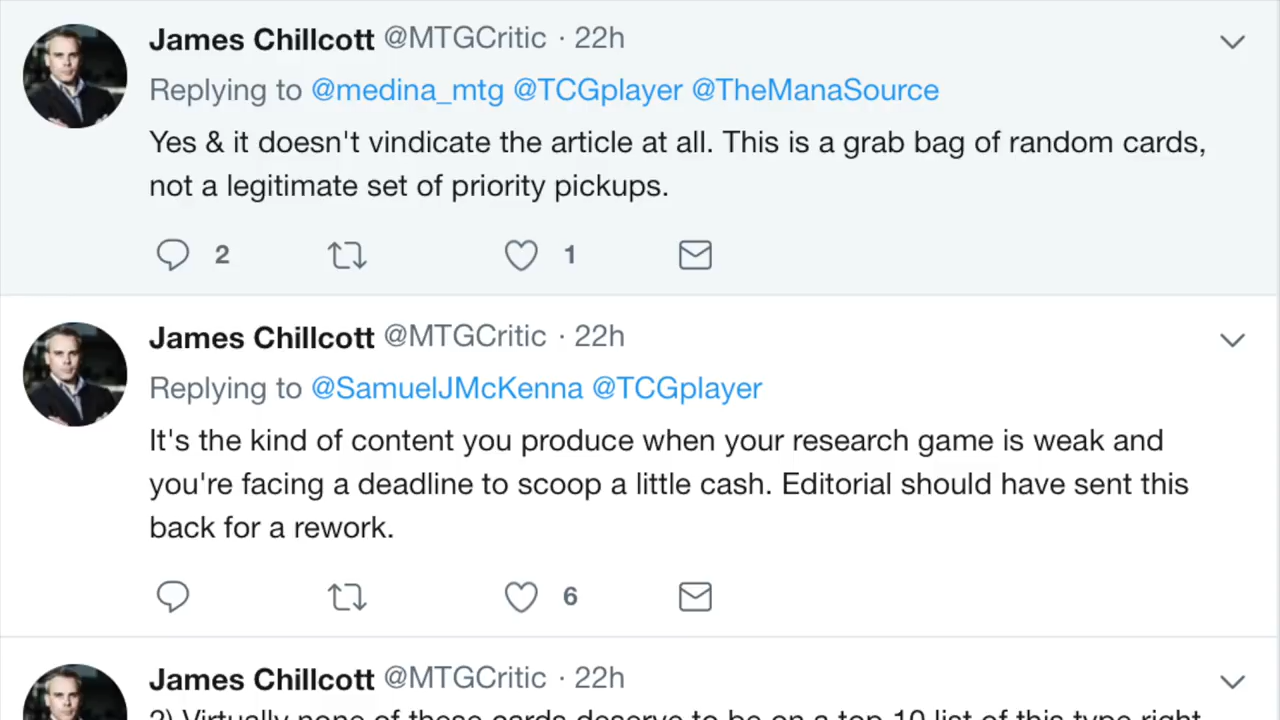 James Chillcott @MTGCritic · 22h
Replying to @medina_mtg @TCGplayer @TheManaSource
Yes & it doesn't vindicate the article at all. This is a grab bag of random cards,
not a legitimate set of priority pickups.
2 1
James Chillcott @MTGCritic · 22h
Replying to @SamuelJMcKenna @TCGplayer
It's the kind of content you produce when your research game is weak and
you're facing a deadline to scoop a little cash. Editorial should have sent this
back for a rework.
6
James Chillcott @MTGCritic · 22h
2) Virtually none of these cards deserve to be on a top 10 list of this type right